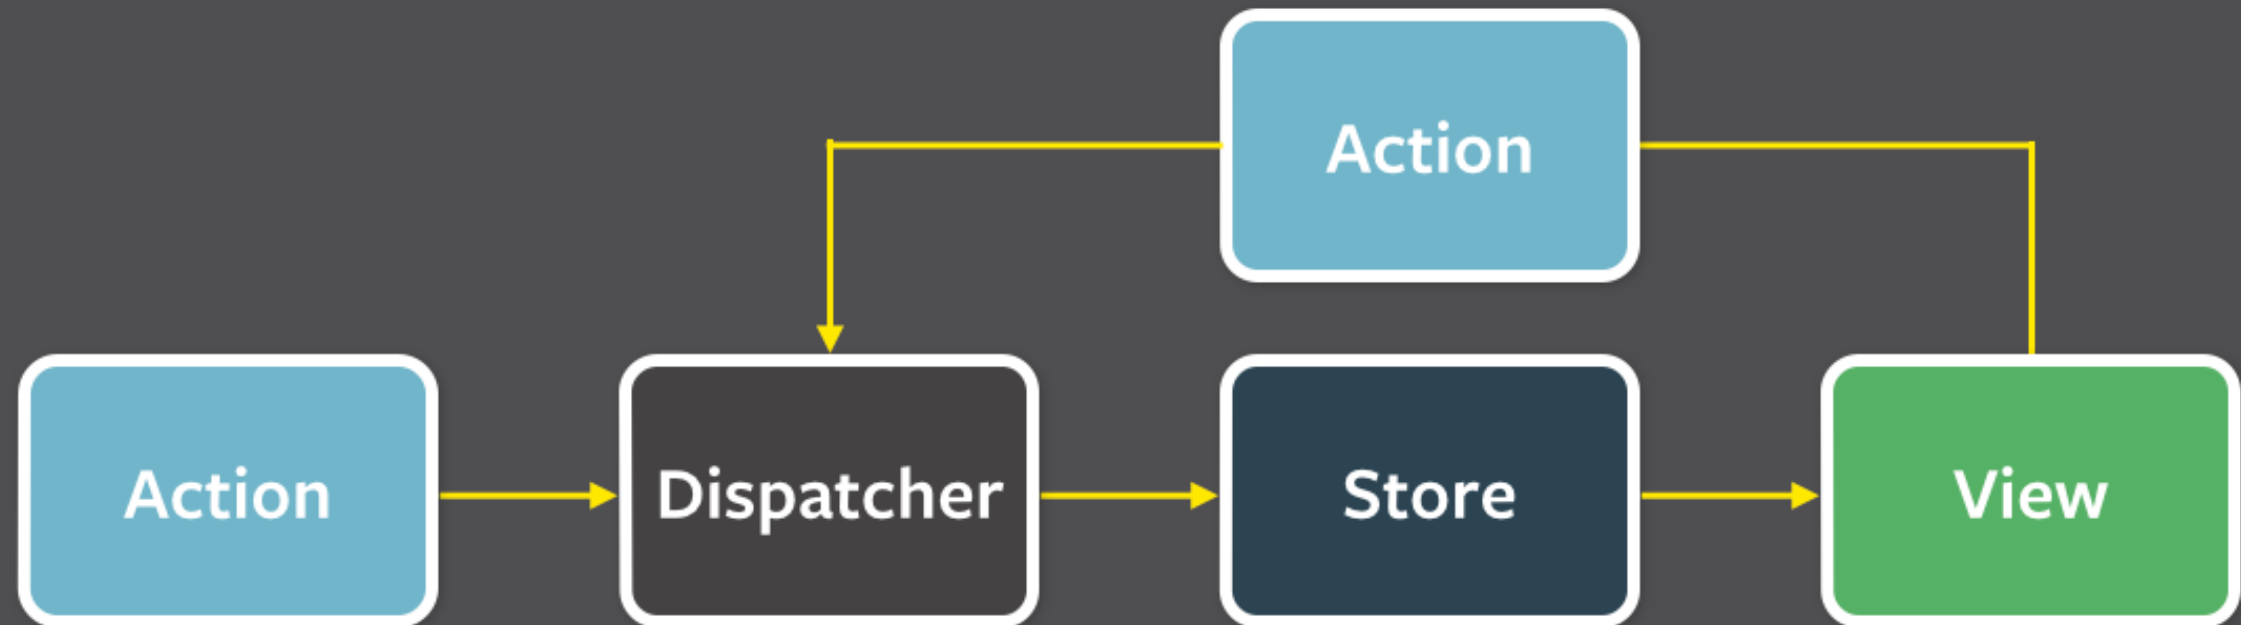 Action
Action
Dispatcher
Store
View